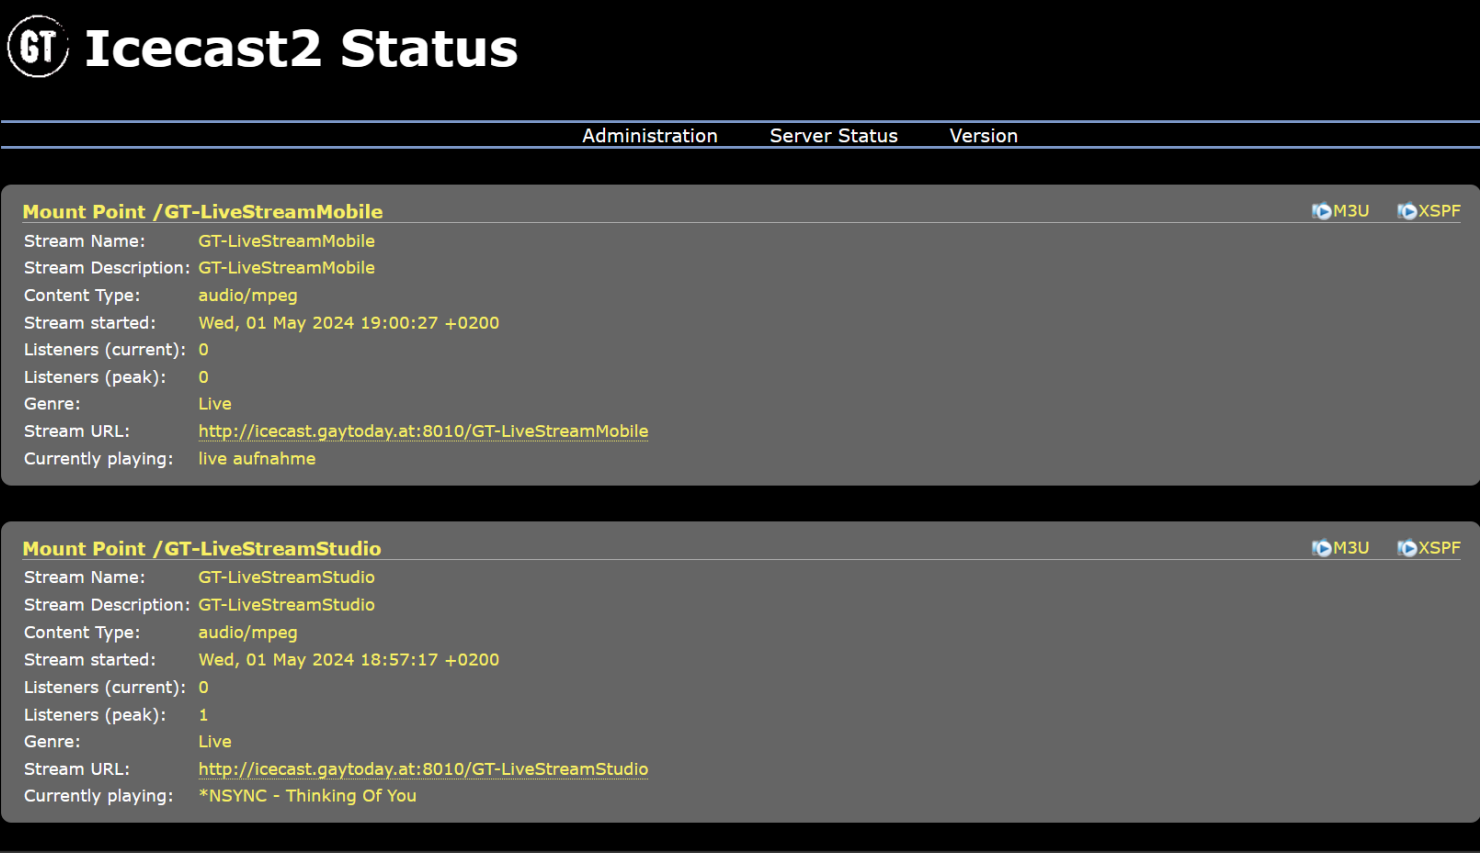 GT Icecast2 Status
Administration Server Status Version
Mount Point /GT-LiveStreamMobile M3U XSPF
Stream Name: GT-LiveStreamMobile
Stream Description: GT-LiveStreamMobile
Content Type: audio/mpeg
Stream started: Wed, 01 May 2024 19:00:27 +0200
Listeners (current): 0
Listeners (peak): 0
Genre: Live
Stream URL: http://icecast.gaytoday.at:8010/GT-LiveStreamMobile
Currently playing: live aufnahme
Mount Point /GT-LiveStreamStudio M3U XSPF
Stream Name: GT-LiveStreamStudio
Stream Description: GT-LiveStreamStudio
Content Type: audio/mpeg
Stream started: Wed, 01 May 2024 18:57:17 +0200
Listeners (current): 0
Listeners (peak): 1
Genre: Live
Stream URL: http://icecast.gaytoday.at:8010/GT-LiveStreamStudio
Currently playing: *NSYNC - Thinking Of You